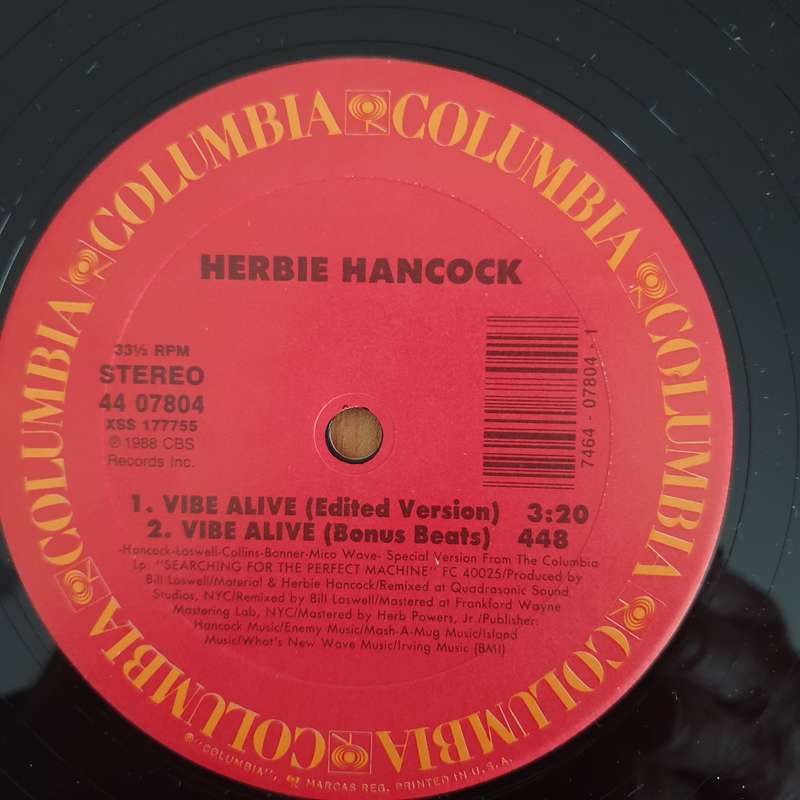 COLUMBIA COLUMBIA COLUMBIA COLUMBIA COLUMBIA COLUMBIA COLUMBIA COLUMBIA
HERBIE HANCOCK
33⅓ RPM
STEREO
44 07804
XSS 177755
℗ 1988 CBS
Records Inc.
7464 - 07804 - 1
1. VIBE ALIVE (Edited Version) 3:20
2. VIBE ALIVE (Bonus Beats) 448
-Hancock-Laswell-Collins-Bonner-Mico Wave- Special Version From The Columbia
Lp. "SEARCHING FOR THE PERFECT MACHINE" FC 40025/Produced by
Bill Laswell/Material & Herbie Hancock/Remixed at Quadrasonic Sound
Studios, NYC/Remixed by Bill Laswell/Mastered at Frankford Wayne
Mastering Lab, NYC/Mastered by Herb Powers, Jr./Publisher:
Hancock Music/Enemy Music/Mash-A-Mug Music/Island
Music/What's New Wave Music/Irving Music (BMI)
® "COLUMBIA", MARCAS REG. PRINTED IN U.S.A.